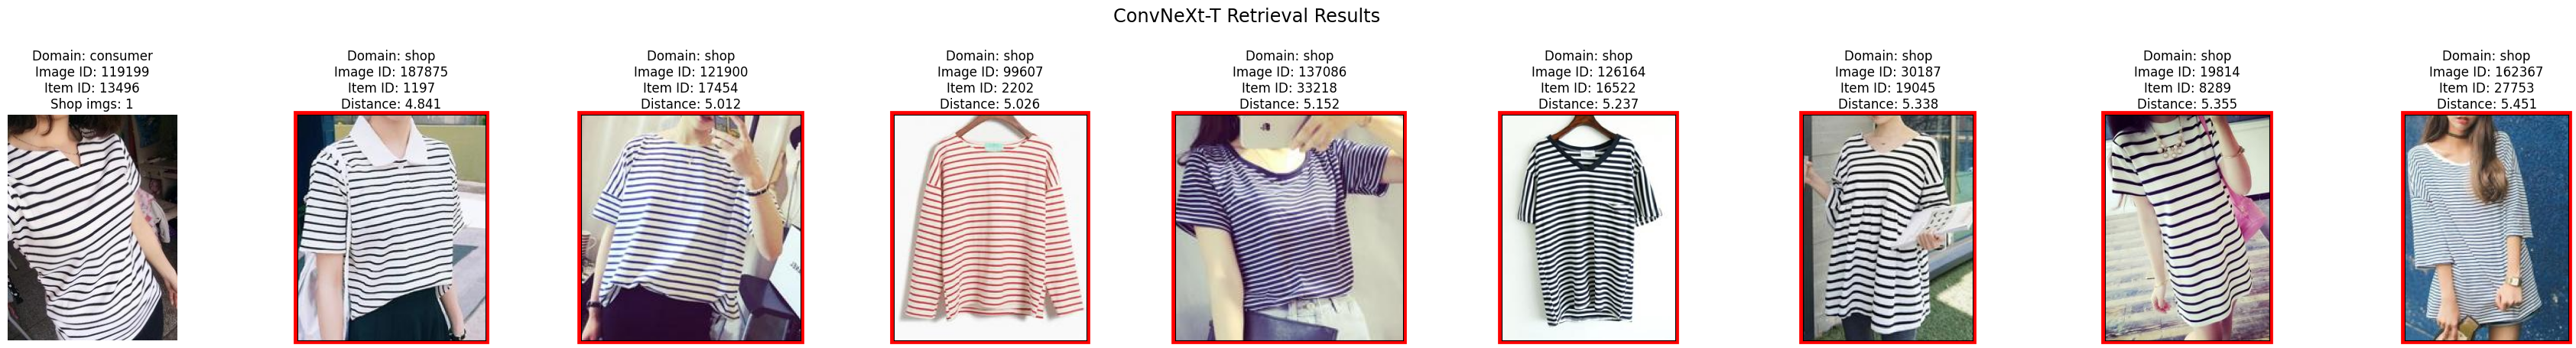 ConvNeXt-T Retrieval Results
Domain: consumer
Image ID: 119199
Item ID: 13496
Shop imgs: 1
Domain: shop
Image ID: 187875
Item ID: 1197
Distance: 4.841
Domain: shop
Image ID: 121900
Item ID: 17454
Distance: 5.012
Domain: shop
Image ID: 99607
Item ID: 2202
Distance: 5.026
Domain: shop
Image ID: 137086
Item ID: 33218
Distance: 5.152
Domain: shop
Image ID: 126164
Item ID: 16522
Distance: 5.237
Domain: shop
Image ID: 30187
Item ID: 19045
Distance: 5.338
Domain: shop
Image ID: 19814
Item ID: 8289
Distance: 5.355
Domain: shop
Image ID: 162367
Item ID: 27753
Distance: 5.451